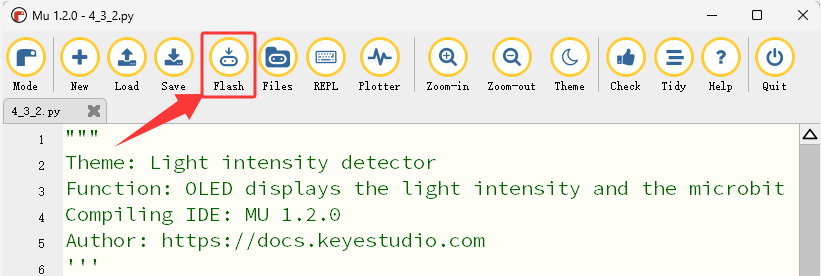 Mu 1.2.0 - 4_3_2.py
Mode New Load Save Flash Files REPL Plotter Zoom-in Zoom-out Theme Check Tidy Help Quit
4_3_2.py
1 """
2 Theme: Light intensity detector
3 Function: OLED displays the light intensity and the microbit
4 Compiling IDE: MU 1.2.0
5 Author: https://docs.keyestudio.com
6 '''